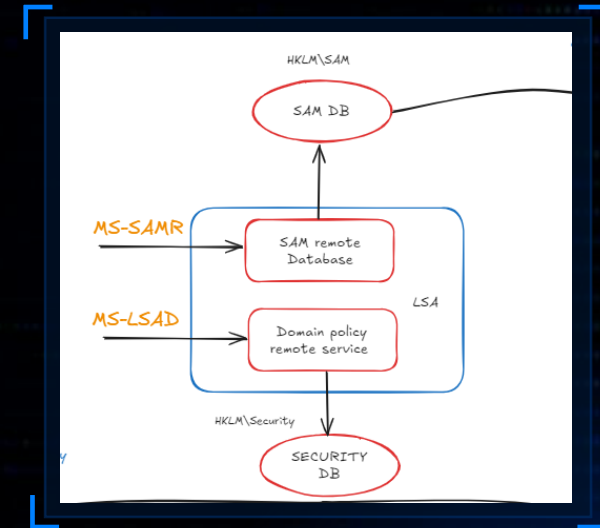 HKLM\SAM
SAM DB
MS-SAMR
SAM remote
Database
LSA
MS-LSAD
Domain policy
remote service
HKLM\Security
SECURITY
DB
y